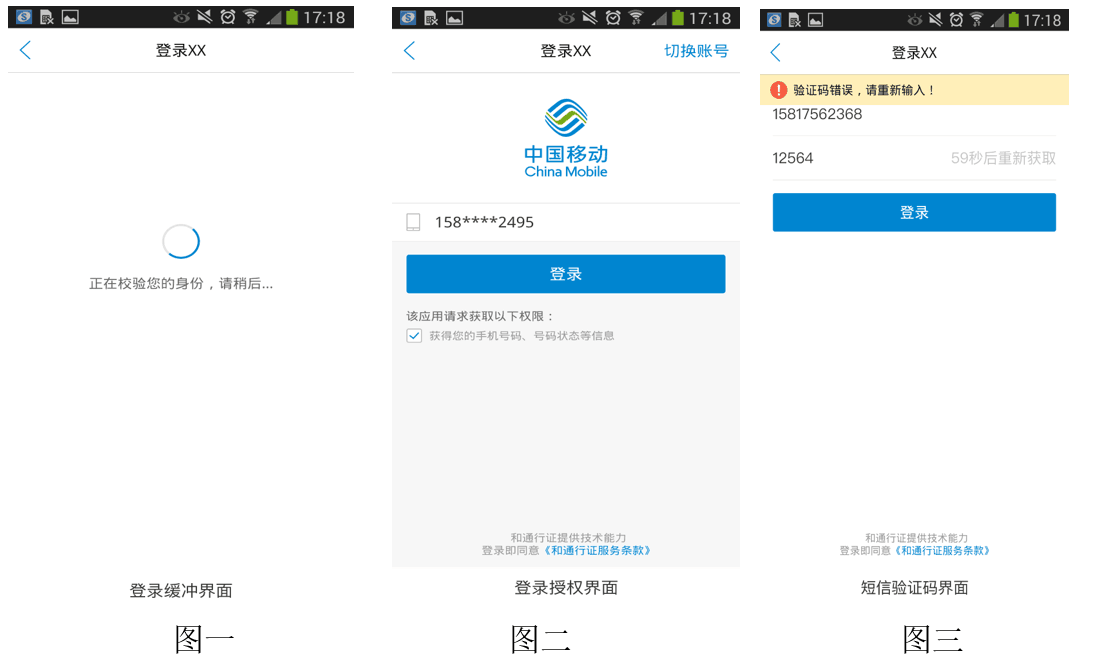 17:18
登录XX
正在校验您的身份，请稍后...
登录缓冲界面
图一
17:18
登录XX
切换账号
中国移动
China Mobile
158****2495
登录
该应用请求获取以下权限：
获得您的手机号码、号码状态等信息
和通行证提供技术能力
登录即同意《和通行证服务条款》
登录授权界面
图二
17:18
登录XX
验证码错误，请重新输入！
15817562368
12564
59秒后重新获取
登录
和通行证提供技术能力
登录即同意《和通行证服务条款》
短信验证码界面
图三